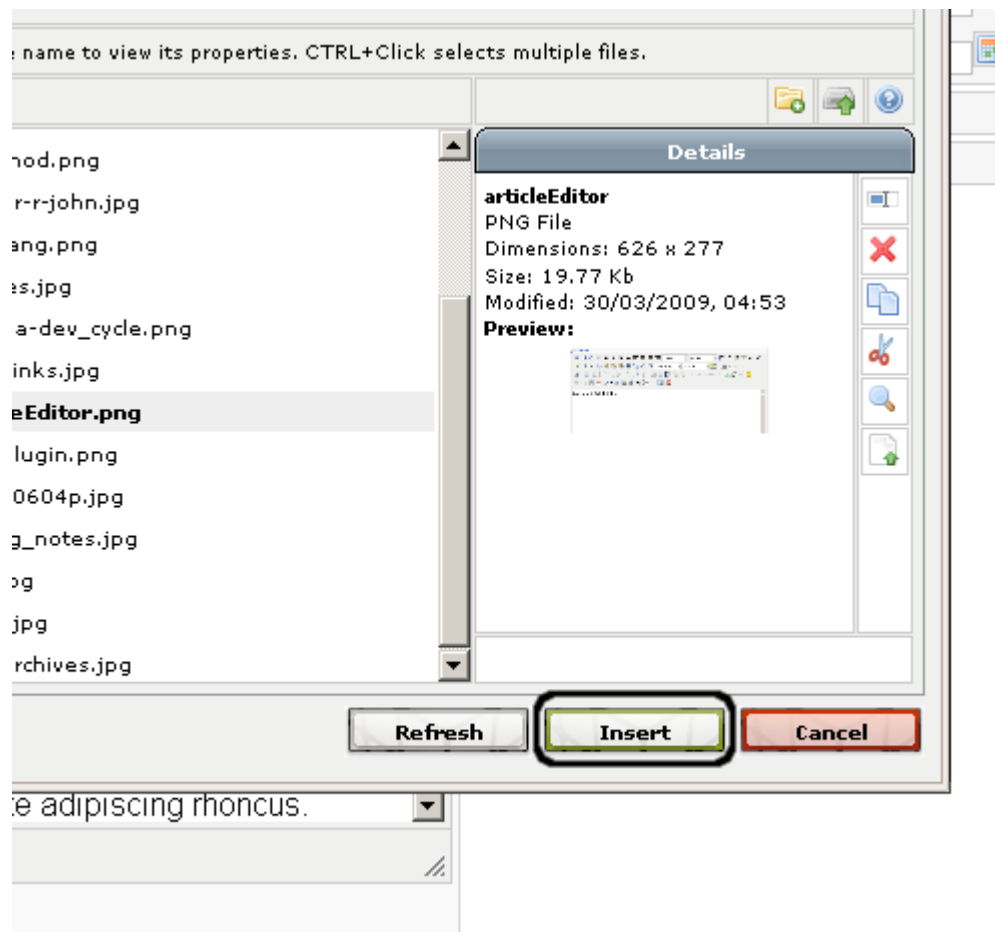 name to view its properties. CTRL+Click selects multiple files.
Details
nod.png
r-r-john.jpg
ang.png
es.jpg
a-dev_cycle.png
inks.jpg
eEditor.png
lugin.png
0604p.jpg
g_notes.jpg
pg
jpg
rchives.jpg
articleEditor
PNG File
Dimensions: 626 x 277
Size: 19.77 Kb
Modified: 30/03/2009, 04:53
Preview:
Refresh
Insert
Cancel
te adipiscing rhoncus.